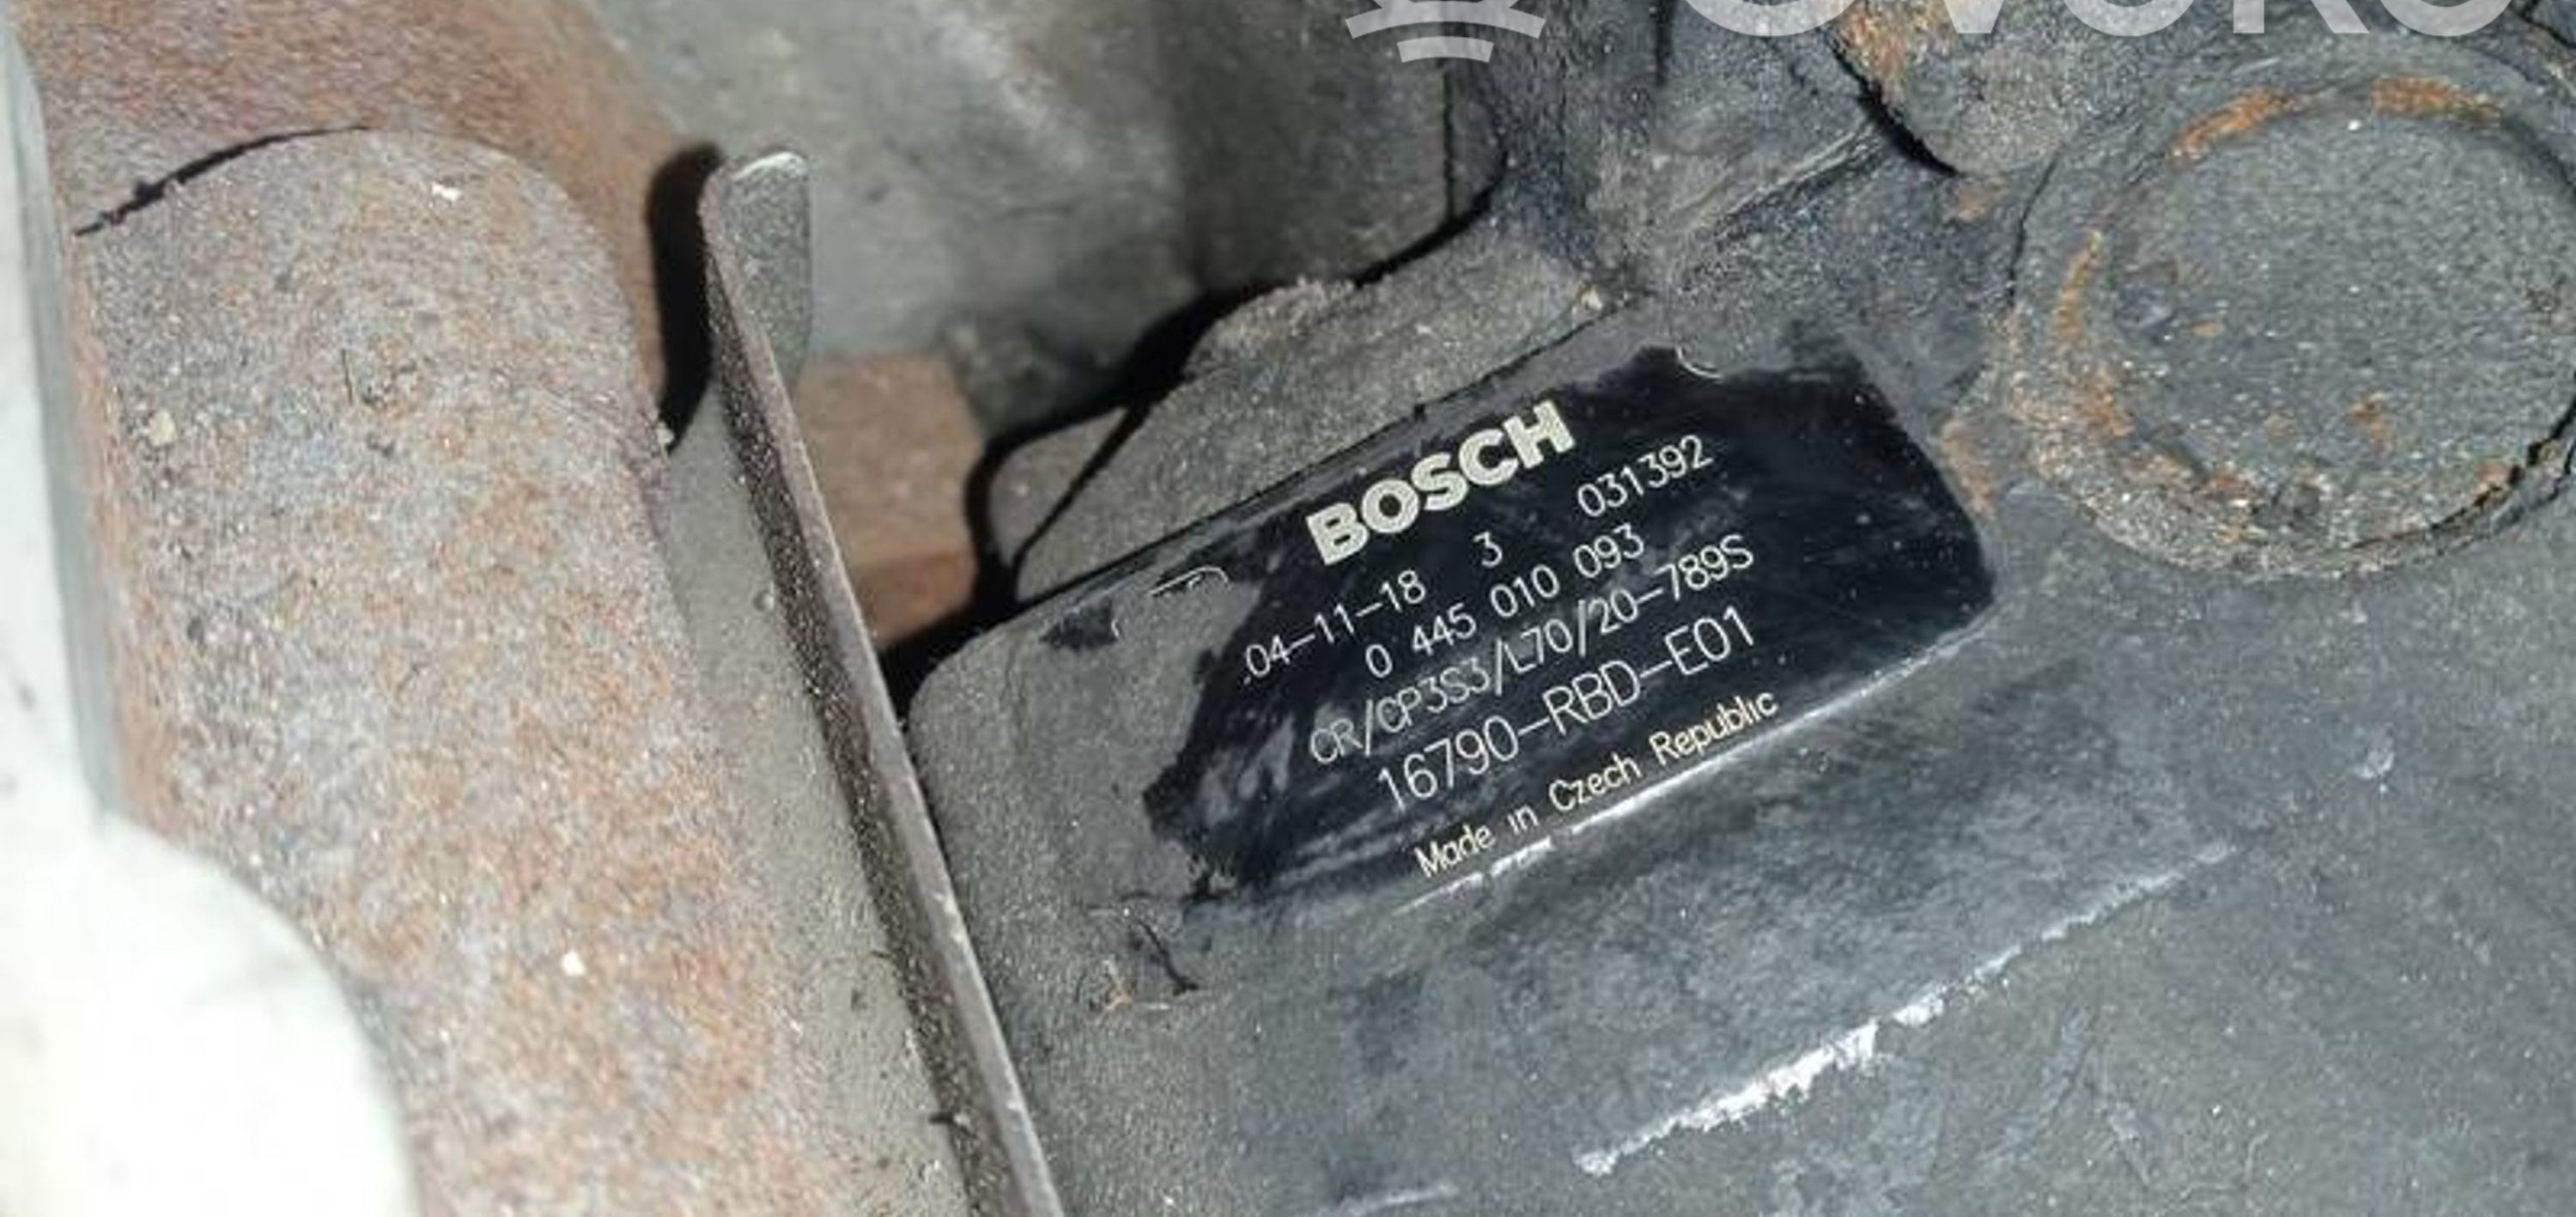 BOSCH
04-11-18 3 031392
0 445 010 093
CR/CP3S3/L70/20-789S
16790-RBD-E01
Made in Czech Republic